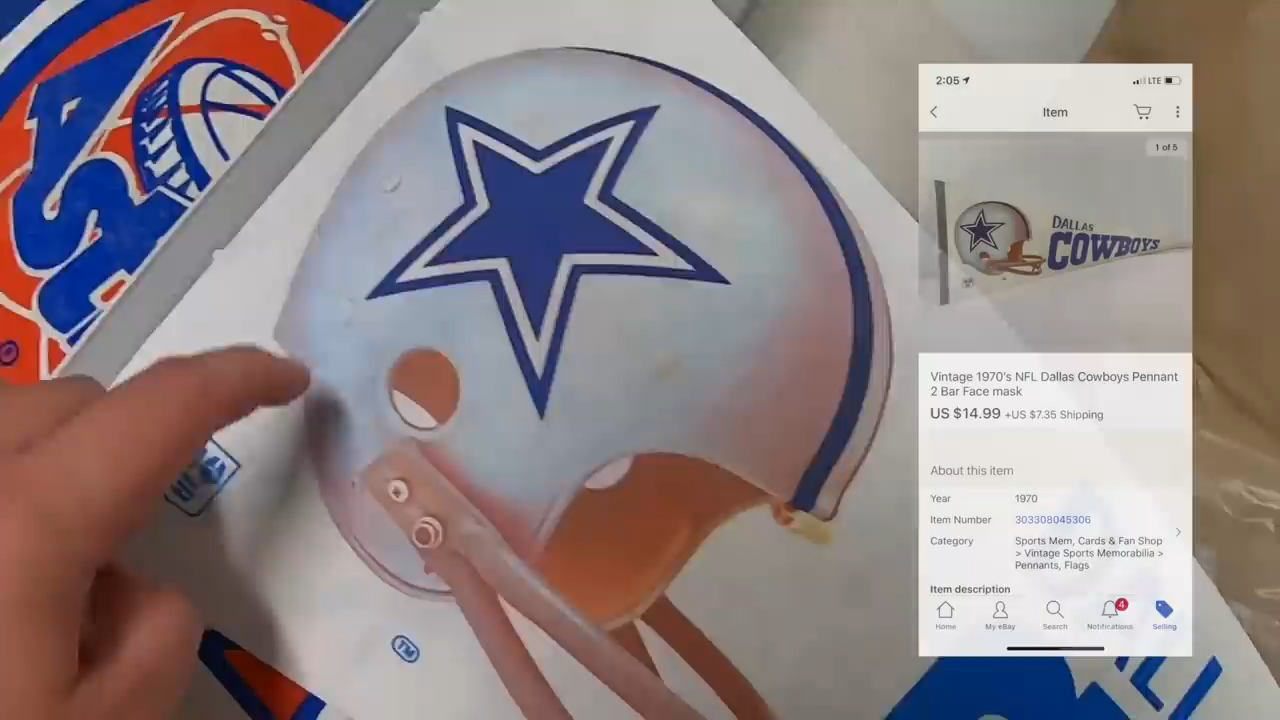 2:05
LTE
Item
1 of 5
DALLAS
COWBOYS
Vintage 1970's NFL Dallas Cowboys Pennant
2 Bar Face mask
US $14.99 +US $7.35 Shipping
About this item
Year 1970
Item Number 303308045306
Category Sports Mem, Cards & Fan Shop
> Vintage Sports Memorabilia >
Pennants, Flags
Item description
4
Home My eBay Search Notifications Selling
TM